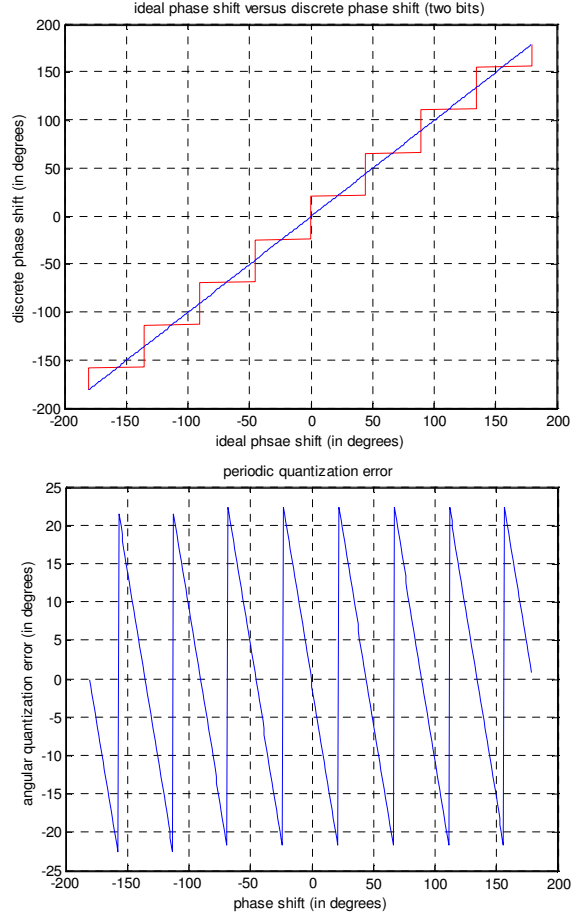 ideal phase shift versus discrete phase shift (two bits)
discrete phase shift (in degrees)
200
150
100
50
0
-50
-100
-150
-200
-200 -150 -100 -50 0 50 100 150 200
ideal phsae shift (in degrees)
periodic quantization error
angular quantization error (in degrees)
25
20
15
10
5
0
-5
-10
-15
-20
-25
-200 -150 -100 -50 0 50 100 150 200
phase shift (in degrees)